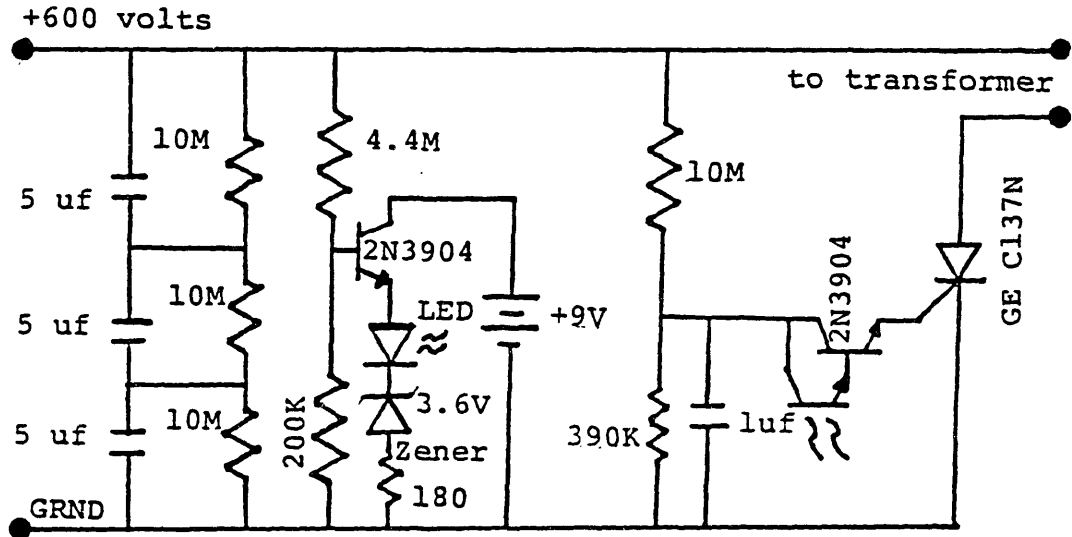 +600 volts
to transformer
10M
4.4M
10M
5 uf
2N3904
2N3904
GE C137N
10M
LED
+9V
5 uf
3.6V
10M
200K
390K
1uf
5 uf
Zener
180
GRND